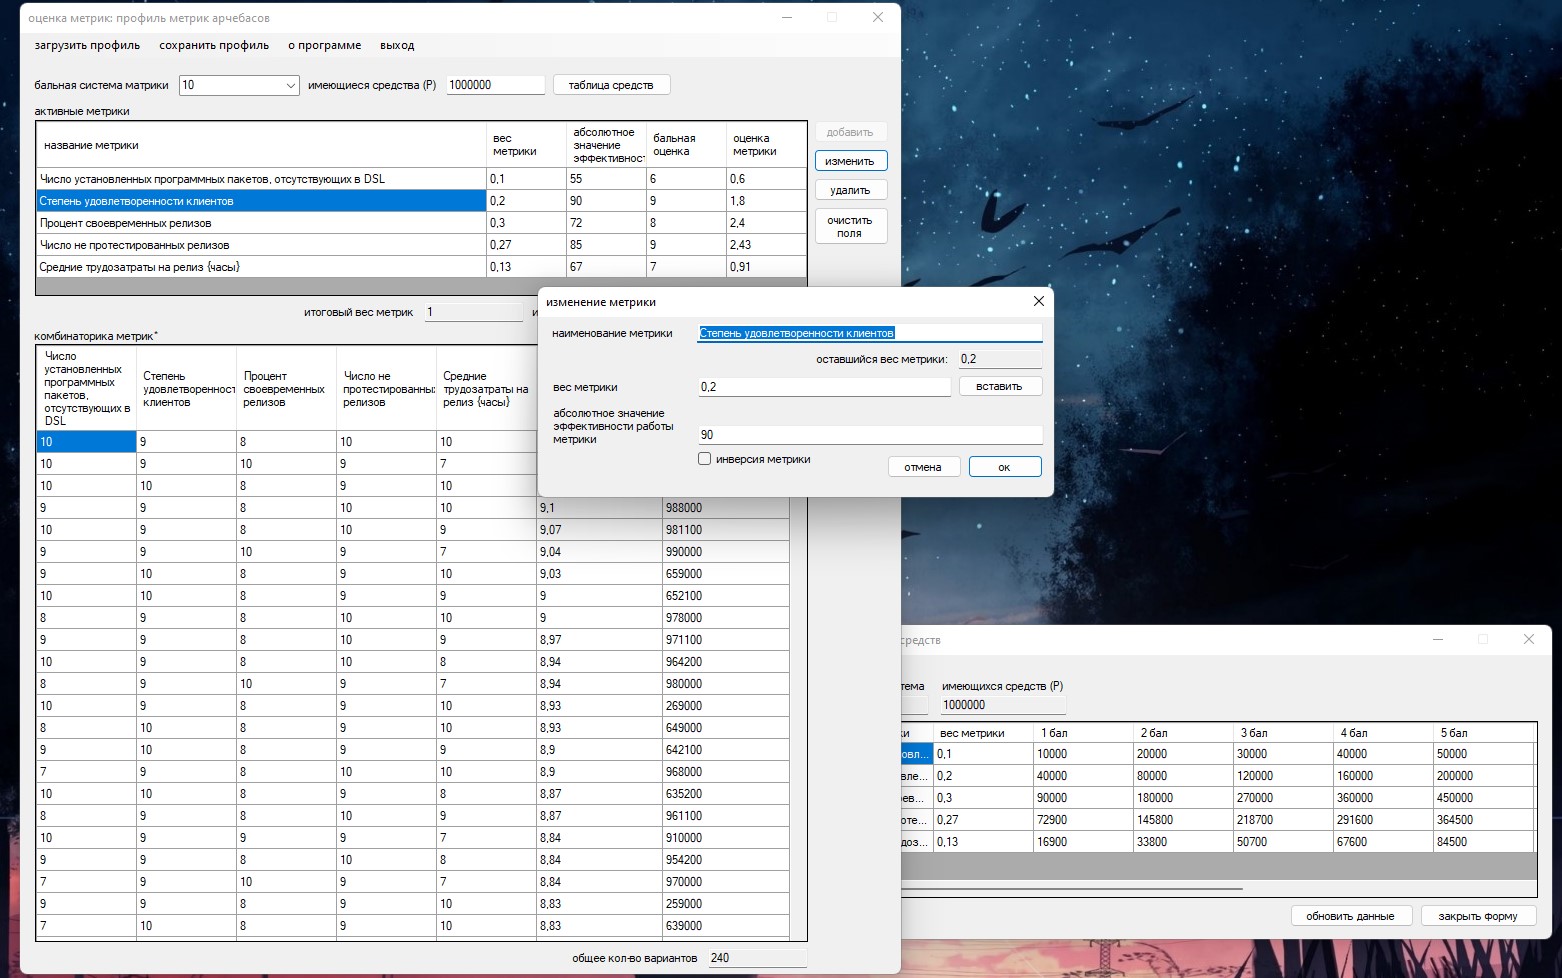 оценка метрик: профиль метрик арчебасов
загрузить профиль сохранить профиль о программе выход
бальная система матрики 10 имеющиеся средства (Р) 1000000 таблица средств
активные метрики
название метрики вес метрики абсолютное значение эффективност бальная оценка оценка метрики
Число установленных программных пакетов, отсутствующих в DSL 0,1 55 6 0,6
Степень удовлетворенности клиентов 0,2 90 9 1,8
Процент своевременных релизов 0,3 72 8 2,4
Число не протестированных релизов 0,27 85 9 2,43
Средние трудозатраты на релиз {часы} 0,13 67 7 0,91
добавить
изменить
удалить
очистить
поля
итоговый вес метрик 1 и
комбинаторика метрик*
Число установленных программных пакетов, отсутствующих в DSL Степень удовлетворенност клиентов Процент своевременных релизов Число не протестированных релизов Средние трудозатраты на релиз {часы}
10 9 8 10 10
10 9 10 9 7
10 10 8 9 10
9 9 8 10 10 9,1 988000
10 9 8 10 9 9,07 981100
9 9 10 9 7 9,04 990000
9 10 8 9 10 9,03 659000
10 10 8 9 9 9 652100
8 9 8 10 10 9 978000
9 9 8 10 9 8,97 971100
10 9 8 10 8 8,94 964200
8 9 10 9 7 8,94 980000
10 9 8 9 10 8,93 269000
8 10 8 9 10 8,93 649000
9 10 8 9 9 8,9 642100
7 9 8 10 10 8,9 968000
10 10 8 9 8 8,87 635200
8 9 8 10 9 8,87 961100
10 9 9 9 7 8,84 910000
9 9 8 10 8 8,84 954200
7 9 10 9 7 8,84 970000
9 9 8 9 10 8,83 259000
7 10 8 9 10 8,83 639000
общее кол-во вариантов 240
изменение метрики
наименование метрики Степень удовлетворенности клиентов
оставшийся вес метрики: 0,2
вес метрики 0,2 вставить
абсолютное значение
эффективности работы
метрики 90
инверсия метрики отмена ок
средств
тема имеющихся средств (Р)
1000000
ки вес метрики 1 бал 2 бал 3 бал 4 бал 5 бал
овл... 0,1 10000 20000 30000 40000 50000
вле... 0,2 40000 80000 120000 160000 200000
ев... 0,3 90000 180000 270000 360000 450000
оте... 0,27 72900 145800 218700 291600 364500
доз... 0,13 16900 33800 50700 67600 84500
обновить данные закрыть форму